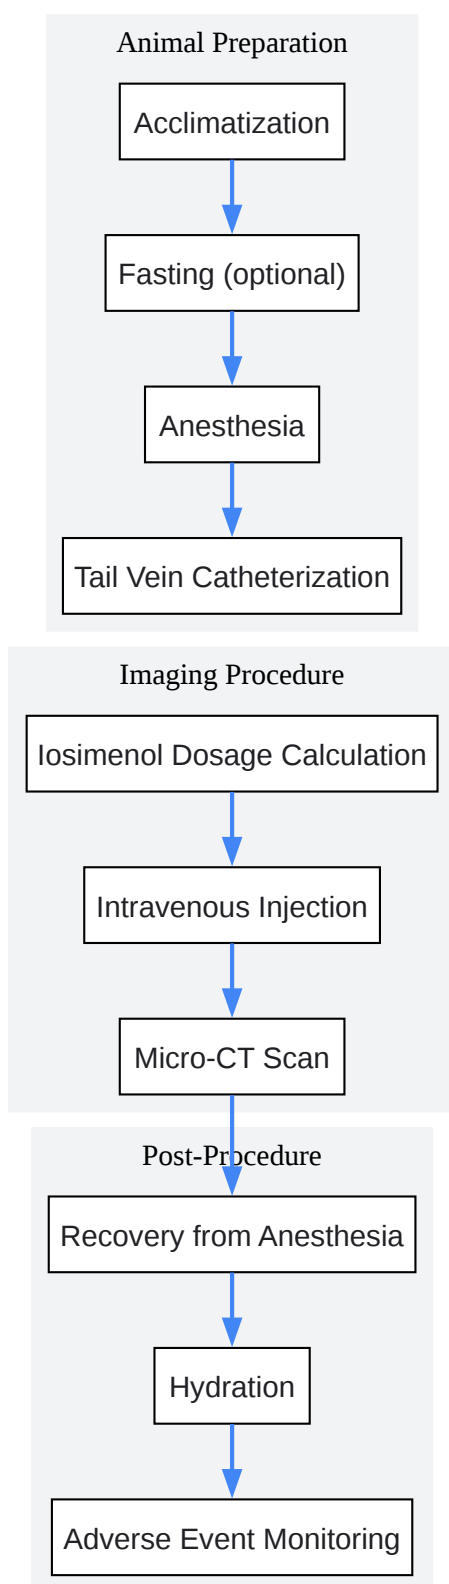 Animal Preparation
Acclimatization
Fasting (optional)
Anesthesia
Tail Vein Catheterization
Imaging Procedure
Iosimenol Dosage Calculation
Intravenous Injection
Micro-CT Scan
Post-Procedure
Recovery from Anesthesia
Hydration
Adverse Event Monitoring